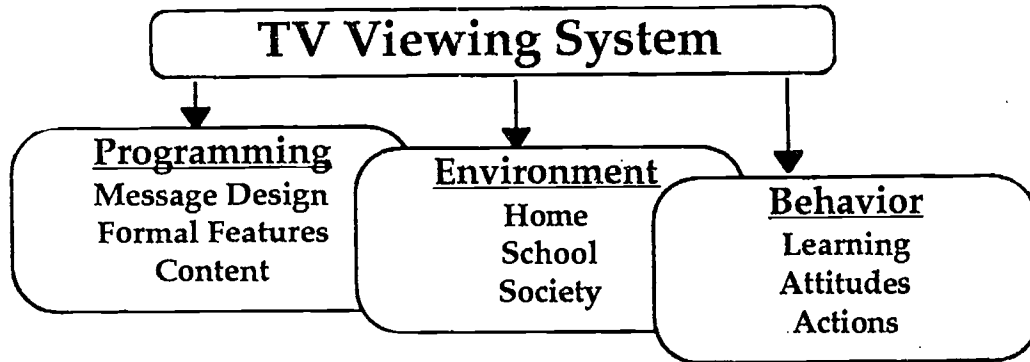 TV Viewing System
Programming
Message Design
Formal Features
Content
Environment
Home
School
Society
Behavior
Learning
Attitudes
Actions